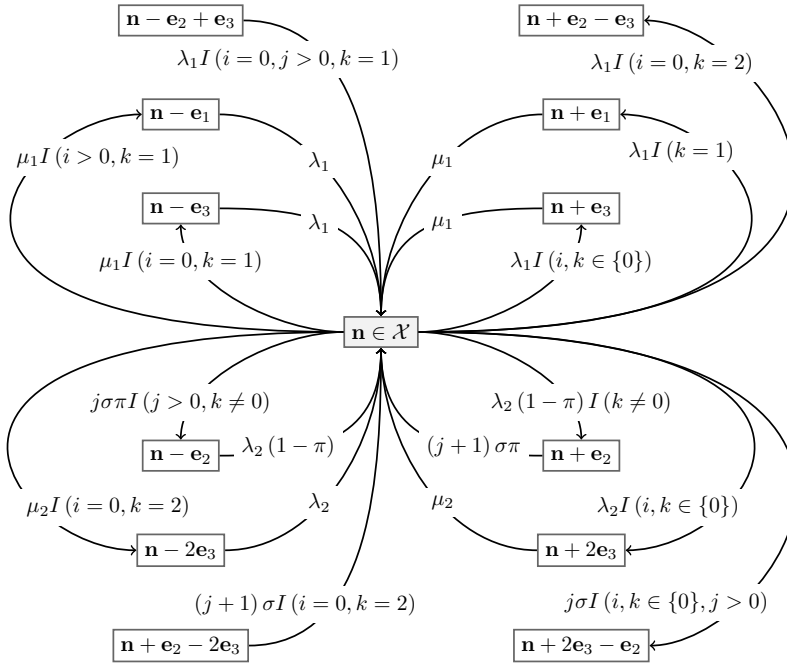 n − e₂ + e₃
n + e₂ − e₃
λ₁I (i = 0, j > 0, k = 1)
λ₁I (i = 0, k = 2)
n − e₁
n + e₁
μ₁I (i > 0, k = 1)
λ₁
μ₁
λ₁I (k = 1)
n − e₃
n + e₃
λ₁
μ₁
μ₁I (i = 0, k = 1)
λ₁I (i, k ∈ {0})
n ∈ 𝒳
jσπI (j > 0, k ≠ 0)
λ₂ (1 − π) I (k ≠ 0)
n − e₂
λ₂ (1 − π)
(j + 1) σπ
n + e₂
μ₂I (i = 0, k = 2)
λ₂
μ₂
λ₂I (i, k ∈ {0})
n − 2e₃
n + 2e₃
(j + 1) σI (i = 0, k = 2)
jσI (i, k ∈ {0}, j > 0)
n + e₂ − 2e₃
n + 2e₃ − e₂